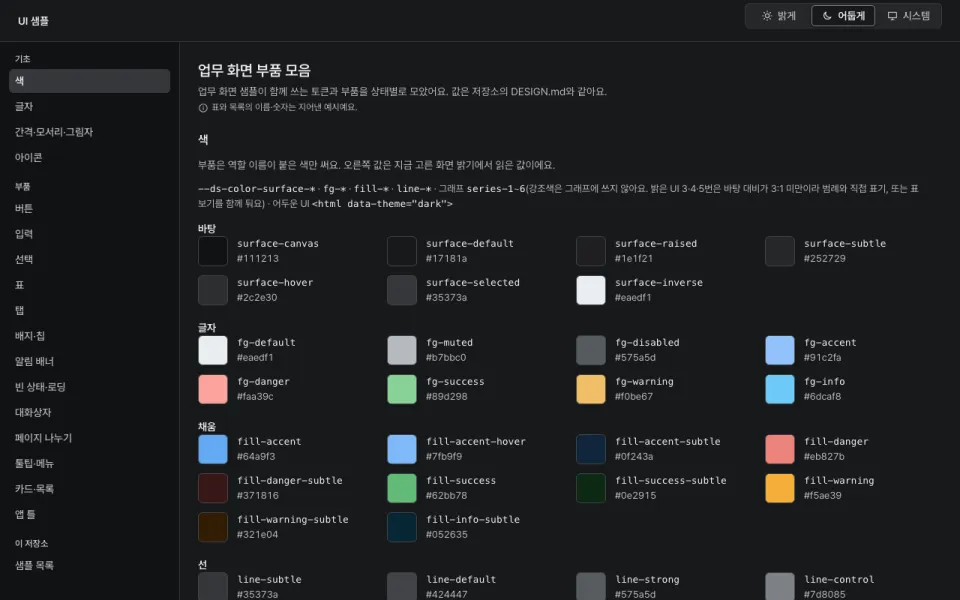 UI 샘플
밝게
어둡게
시스템
기초
색
글자
간격·모서리·그림자
아이콘
부품
버튼
입력
선택
표
탭
배지·칩
알림 배너
빈 상태·로딩
대화상자
페이지 나누기
툴팁·메뉴
카드·목록
앱 틀
이 저장소
샘플 목록
업무 화면 부품 모음
업무 화면 샘플이 함께 쓰는 토큰과 부품을 상태별로 모았어요. 값은 저장소의 DESIGN.md와 같아요.
표와 목록의 이름·숫자는 지어낸 예시예요.
색
부품은 역할 이름이 붙은 색만 써요. 오른쪽 값은 지금 고른 화면 밝기에서 읽은 값이에요.
--ds-color-surface-* · fg-* · fill-* · line-* · 그래프 series-1~6(강조색은 그래프에 쓰지 않아요. 밝은 UI 3·4·5번은 바탕 대비가 3:1 미만이라 범례와 직접 표기, 또는 표
보기를 함께 둬요) · 어두운 UI <html data-theme="dark">
바탕
surface-canvas
#111213
surface-default
#17181a
surface-raised
#1e1f21
surface-subtle
#252729
surface-hover
#2c2e30
surface-selected
#35373a
surface-inverse
#eaedf1
글자
fg-default
#eaedf1
fg-muted
#b7bbc0
fg-disabled
#575a5d
fg-accent
#91c2fa
fg-danger
#faa39c
fg-success
#89d298
fg-warning
#f0be67
fg-info
#6dcaf8
채움
fill-accent
#64a9f3
fill-accent-hover
#7fb9f9
fill-accent-subtle
#0f243a
fill-danger
#eb827b
fill-danger-subtle
#371816
fill-success
#62bb78
fill-success-subtle
#0e2915
fill-warning
#f5ae39
fill-warning-subtle
#321e04
fill-info-subtle
#052635
선
line-subtle
#35373a
line-default
#424447
line-strong
#575a5d
line-control
#7d8085